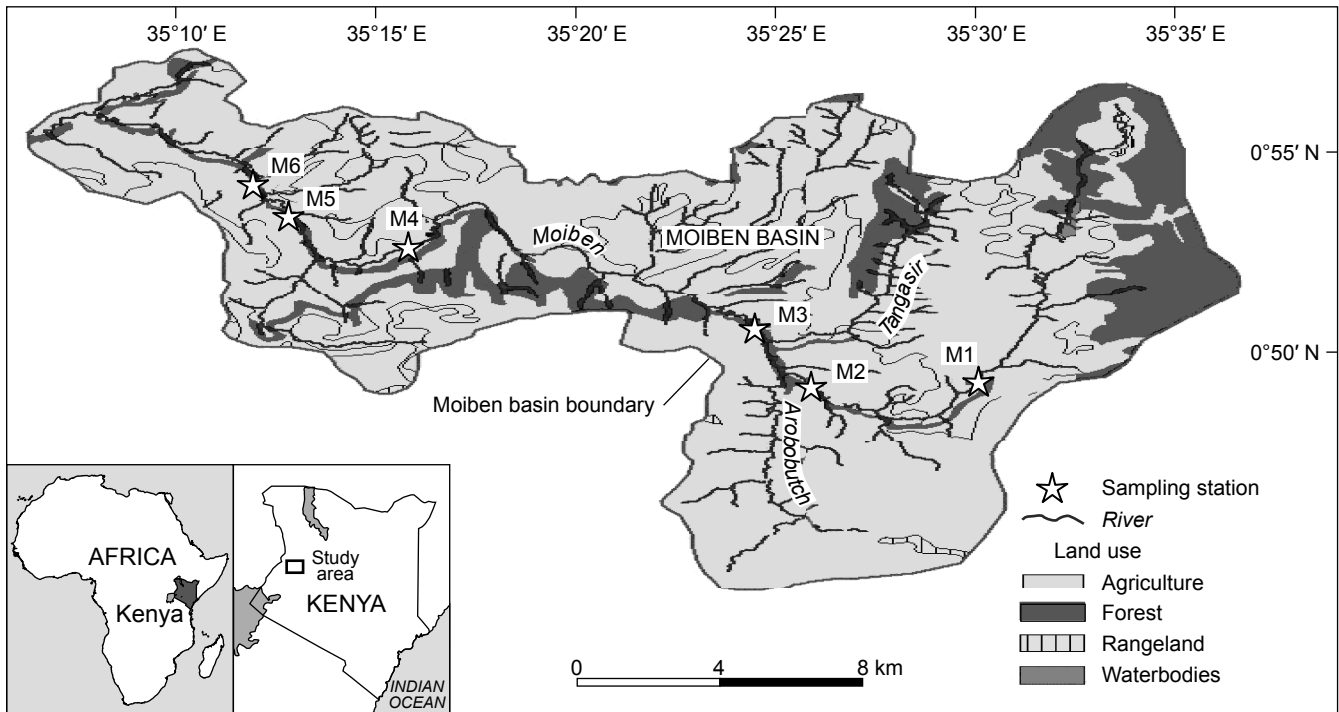 35°10′ E
35°15′ E
35°20′ E
35°25′ E
35°30′ E
35°35′ E
0°55′ N
0°50′ N
M6
M5
M4
Moiben
MOIBEN BASIN
Tangasir
M3
M2
M1
Moiben basin boundary
Arobobutch
AFRICA
Kenya
Study
area
KENYA
INDIAN
OCEAN
0 4 8 km
Sampling station
River
Land use
Agriculture
Forest
Rangeland
Waterbodies